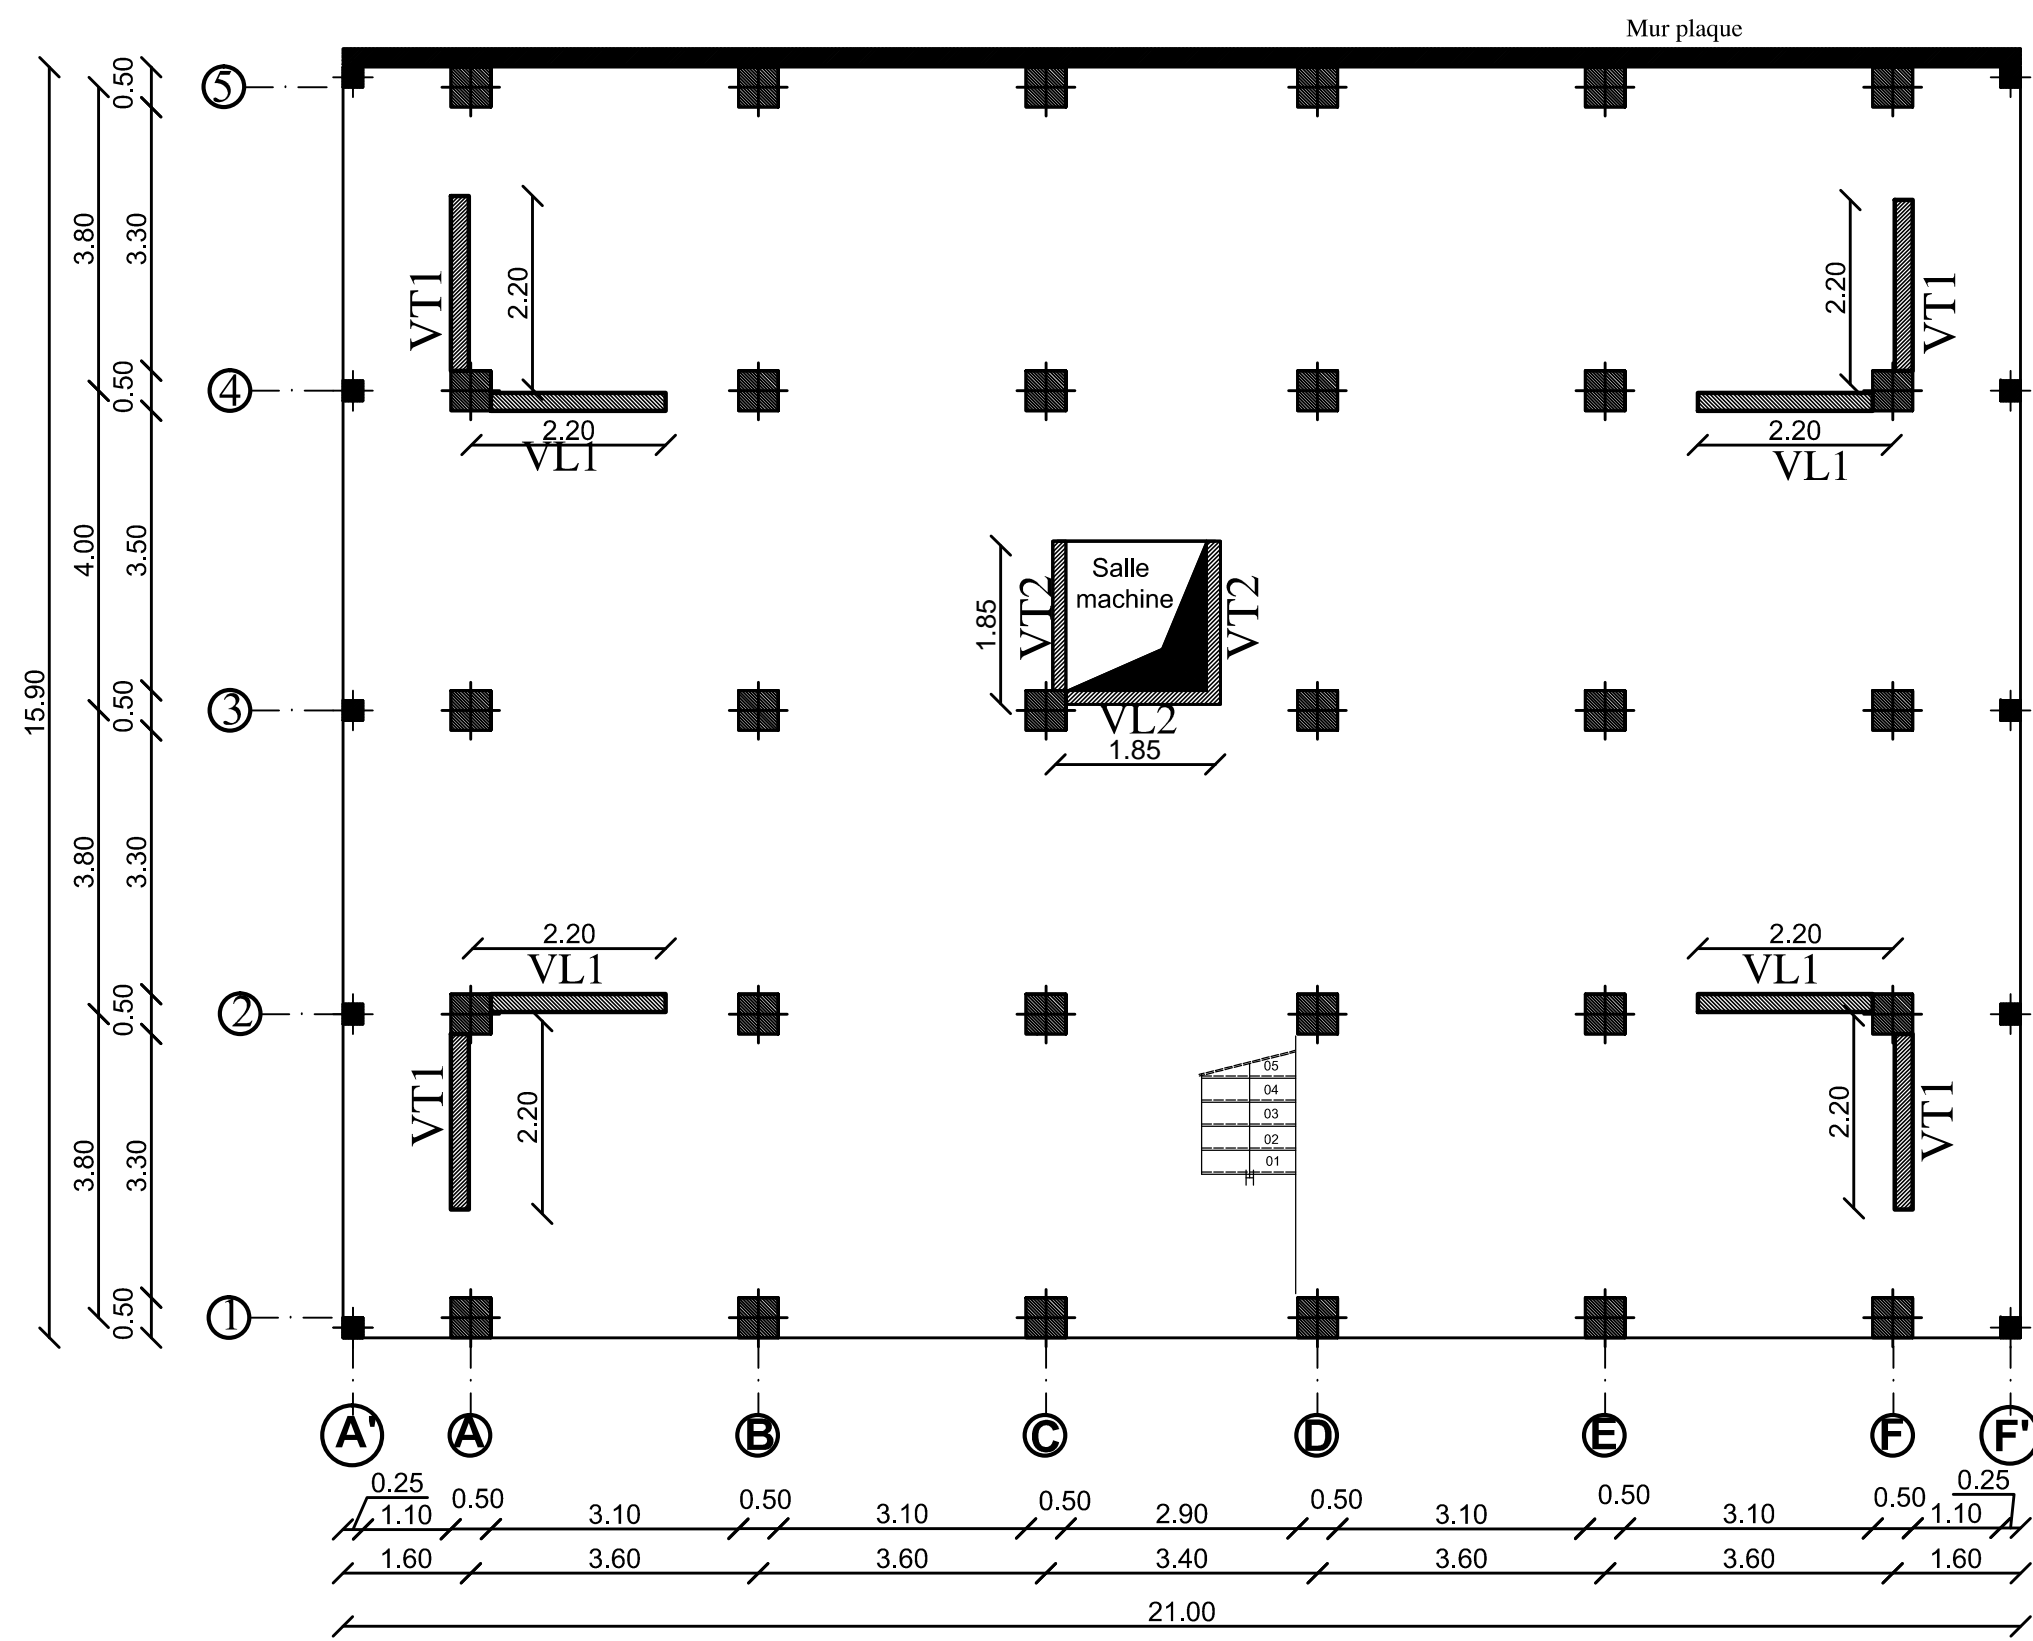 Mur plaque
5
4
3
2
1
15.90
3.80
4.00
3.80
3.80
0.50
3.30
0.50
3.50
0.50
3.30
0.50
3.30
0.50
VT1
2.20
2.20
VL1
2.20
VT1
2.20
VL1
1.85
VT2
Salle
machine
VT2
VL2
1.85
2.20
VL1
VT1
2.20
2.20
VL1
2.20
VT1
05
04
03
02
01
A'
A
B
C
D
E
F
F'
0.25
1.10
0.50
3.10
0.50
3.10
0.50
2.90
0.50
3.10
0.50
3.10
0.50
1.10
0.25
1.60
3.60
3.60
3.40
3.60
3.60
1.60
21.00